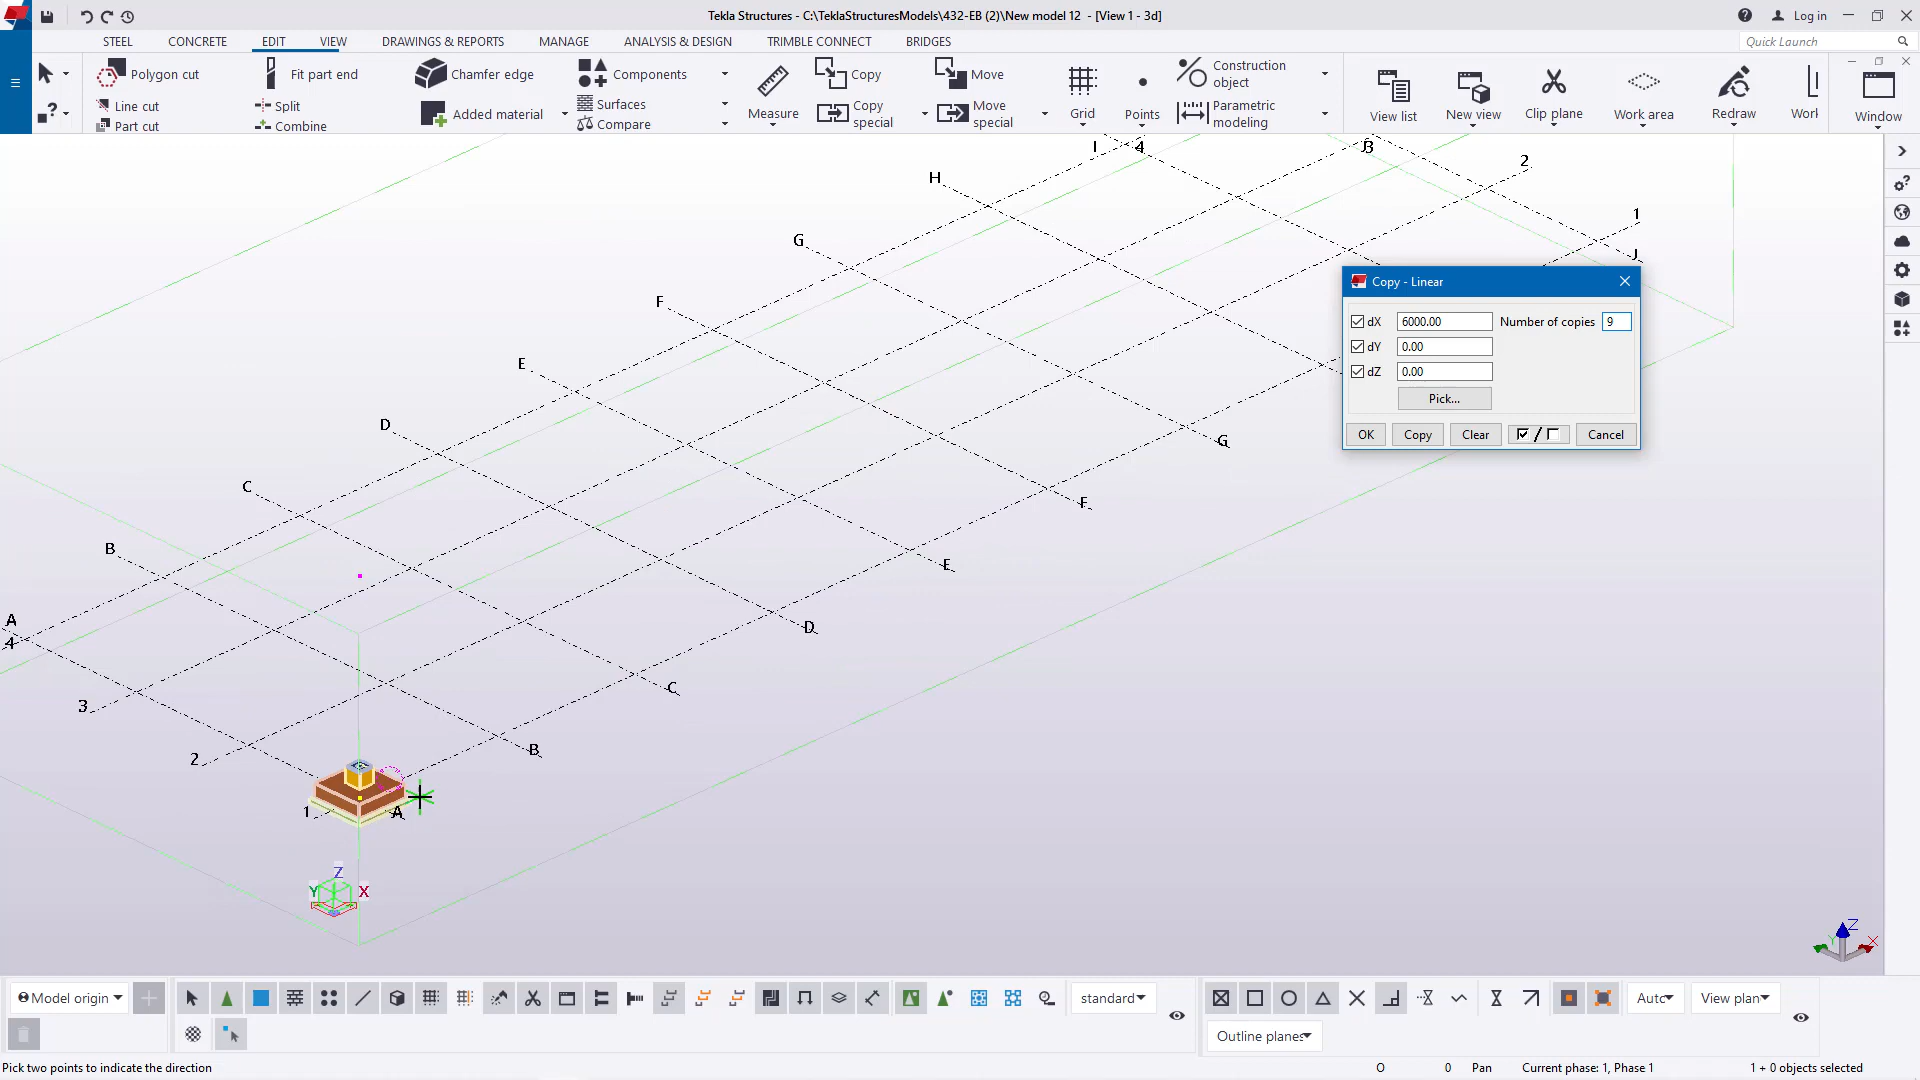 Tekla Structures - C:\TeklaStructuresModels\432-EB (2)\New model 12 - [View 1 - 3d]
Log in
STEEL CONCRETE EDIT VIEW DRAWINGS & REPORTS MANAGE ANALYSIS & DESIGN TRIMBLE CONNECT BRIDGES
Quick Launch
Polygon cut
Line cut
Part cut
Fit part end
Split
Combine
Chamfer edge
Added material
Components
Surfaces
Compare
Measure
Copy
Copy special
Move
Move special
Grid
Points
Construction object
Parametric modeling
View list
New view
Clip plane
Work area
Redraw
Work
Window
I 4 J3
2
H
1
G
J
F
E
D
G
C
F
B
E
A
D
4
C
3
B
2
1 A
Z
Y X
Copy - Linear
dX 6000.00 Number of copies 9
dY 0.00
dZ 0.00
Pick...
OK Copy Clear / Cancel
Z
Y X
Model origin
standard
Auto
View plan
Outline planes
Pick two points to indicate the direction
O 0 Pan Current phase: 1, Phase 1 1 + 0 objects selected